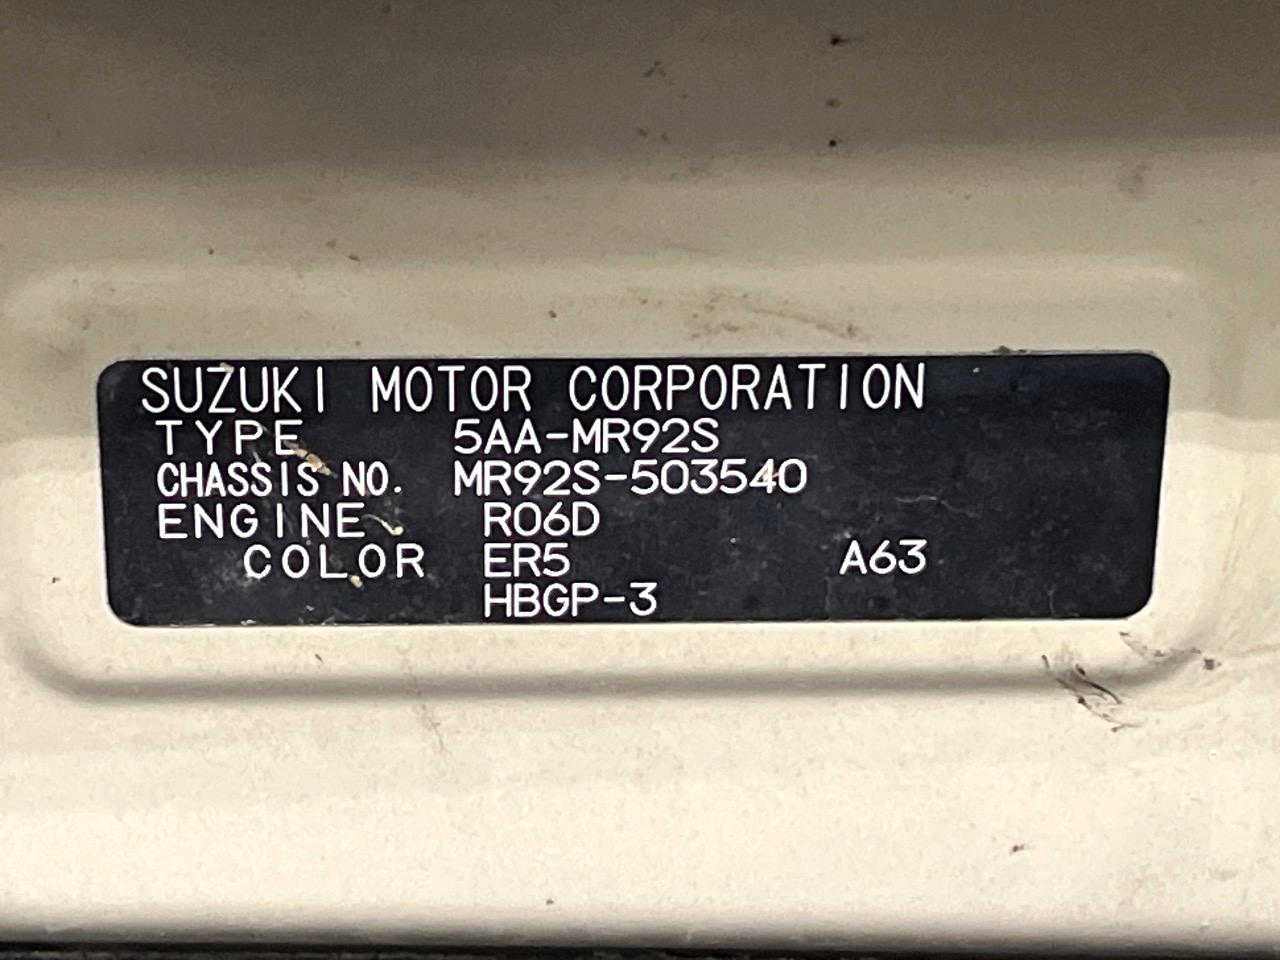 SUZUKI MOTOR CORPORATION
TYPE 5AA-MR92S
CHASSIS NO. MR92S-503540
ENGINE R06D
COLOR ER5 A63
HBGP-3